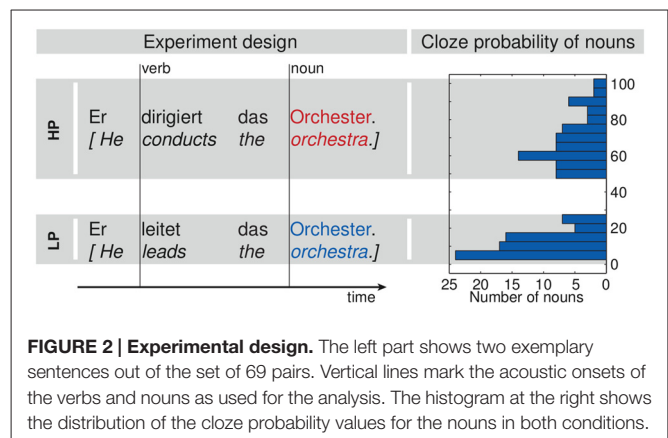 Experiment design
Cloze probability of nouns
verb
noun
HP
Er dirigiert das Orchester.
[ He conducts the orchestra.]
LP
Er leitet das Orchester.
[ He leads the orchestra.]
time
100
80
60
40
20
0
25 20 15 10 5 0
Number of nouns
FIGURE 2 | Experimental design. The left part shows two exemplary
sentences out of the set of 69 pairs. Vertical lines mark the acoustic onsets of
the verbs and nouns as used for the analysis. The histogram at the right shows
the distribution of the cloze probability values for the nouns in both conditions.